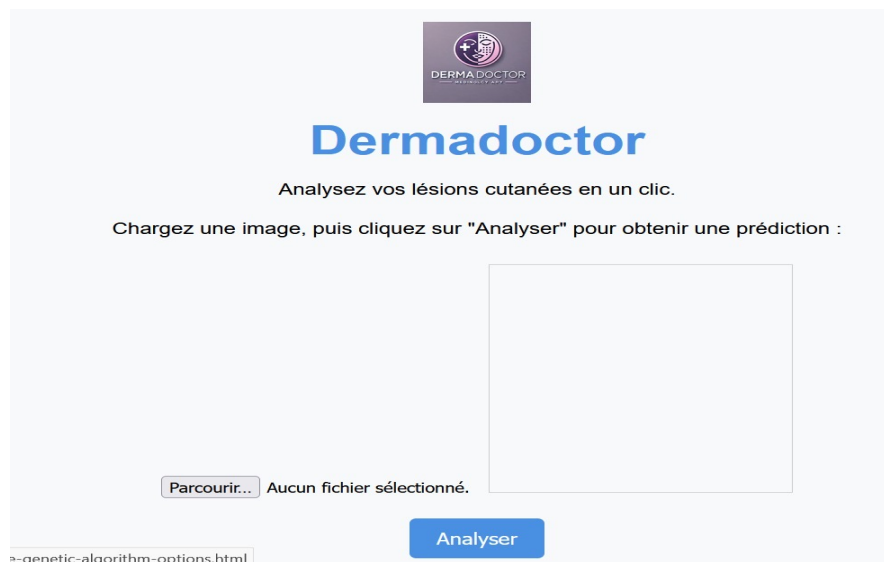 DERMADOCTOR
Dermadoctor
Analysez vos lésions cutanées en un clic.
Chargez une image, puis cliquez sur "Analyser" pour obtenir une prédiction :
Parcourir... Aucun fichier sélectionné.
Analyser
e-genetic-algorithm-options.html